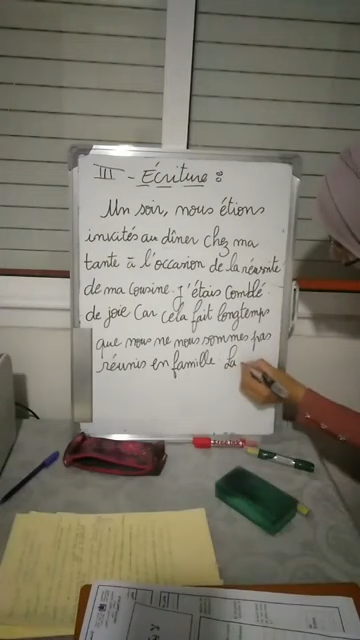 III - Écriture :
Un soir, nous étions
invités au dîner chez ma
tante à l'occasion de la réussite
de ma cousine. J'étais comblé
de joie car cela fait longtemps
que nous ne nous sommes pas
réunis en famille. La